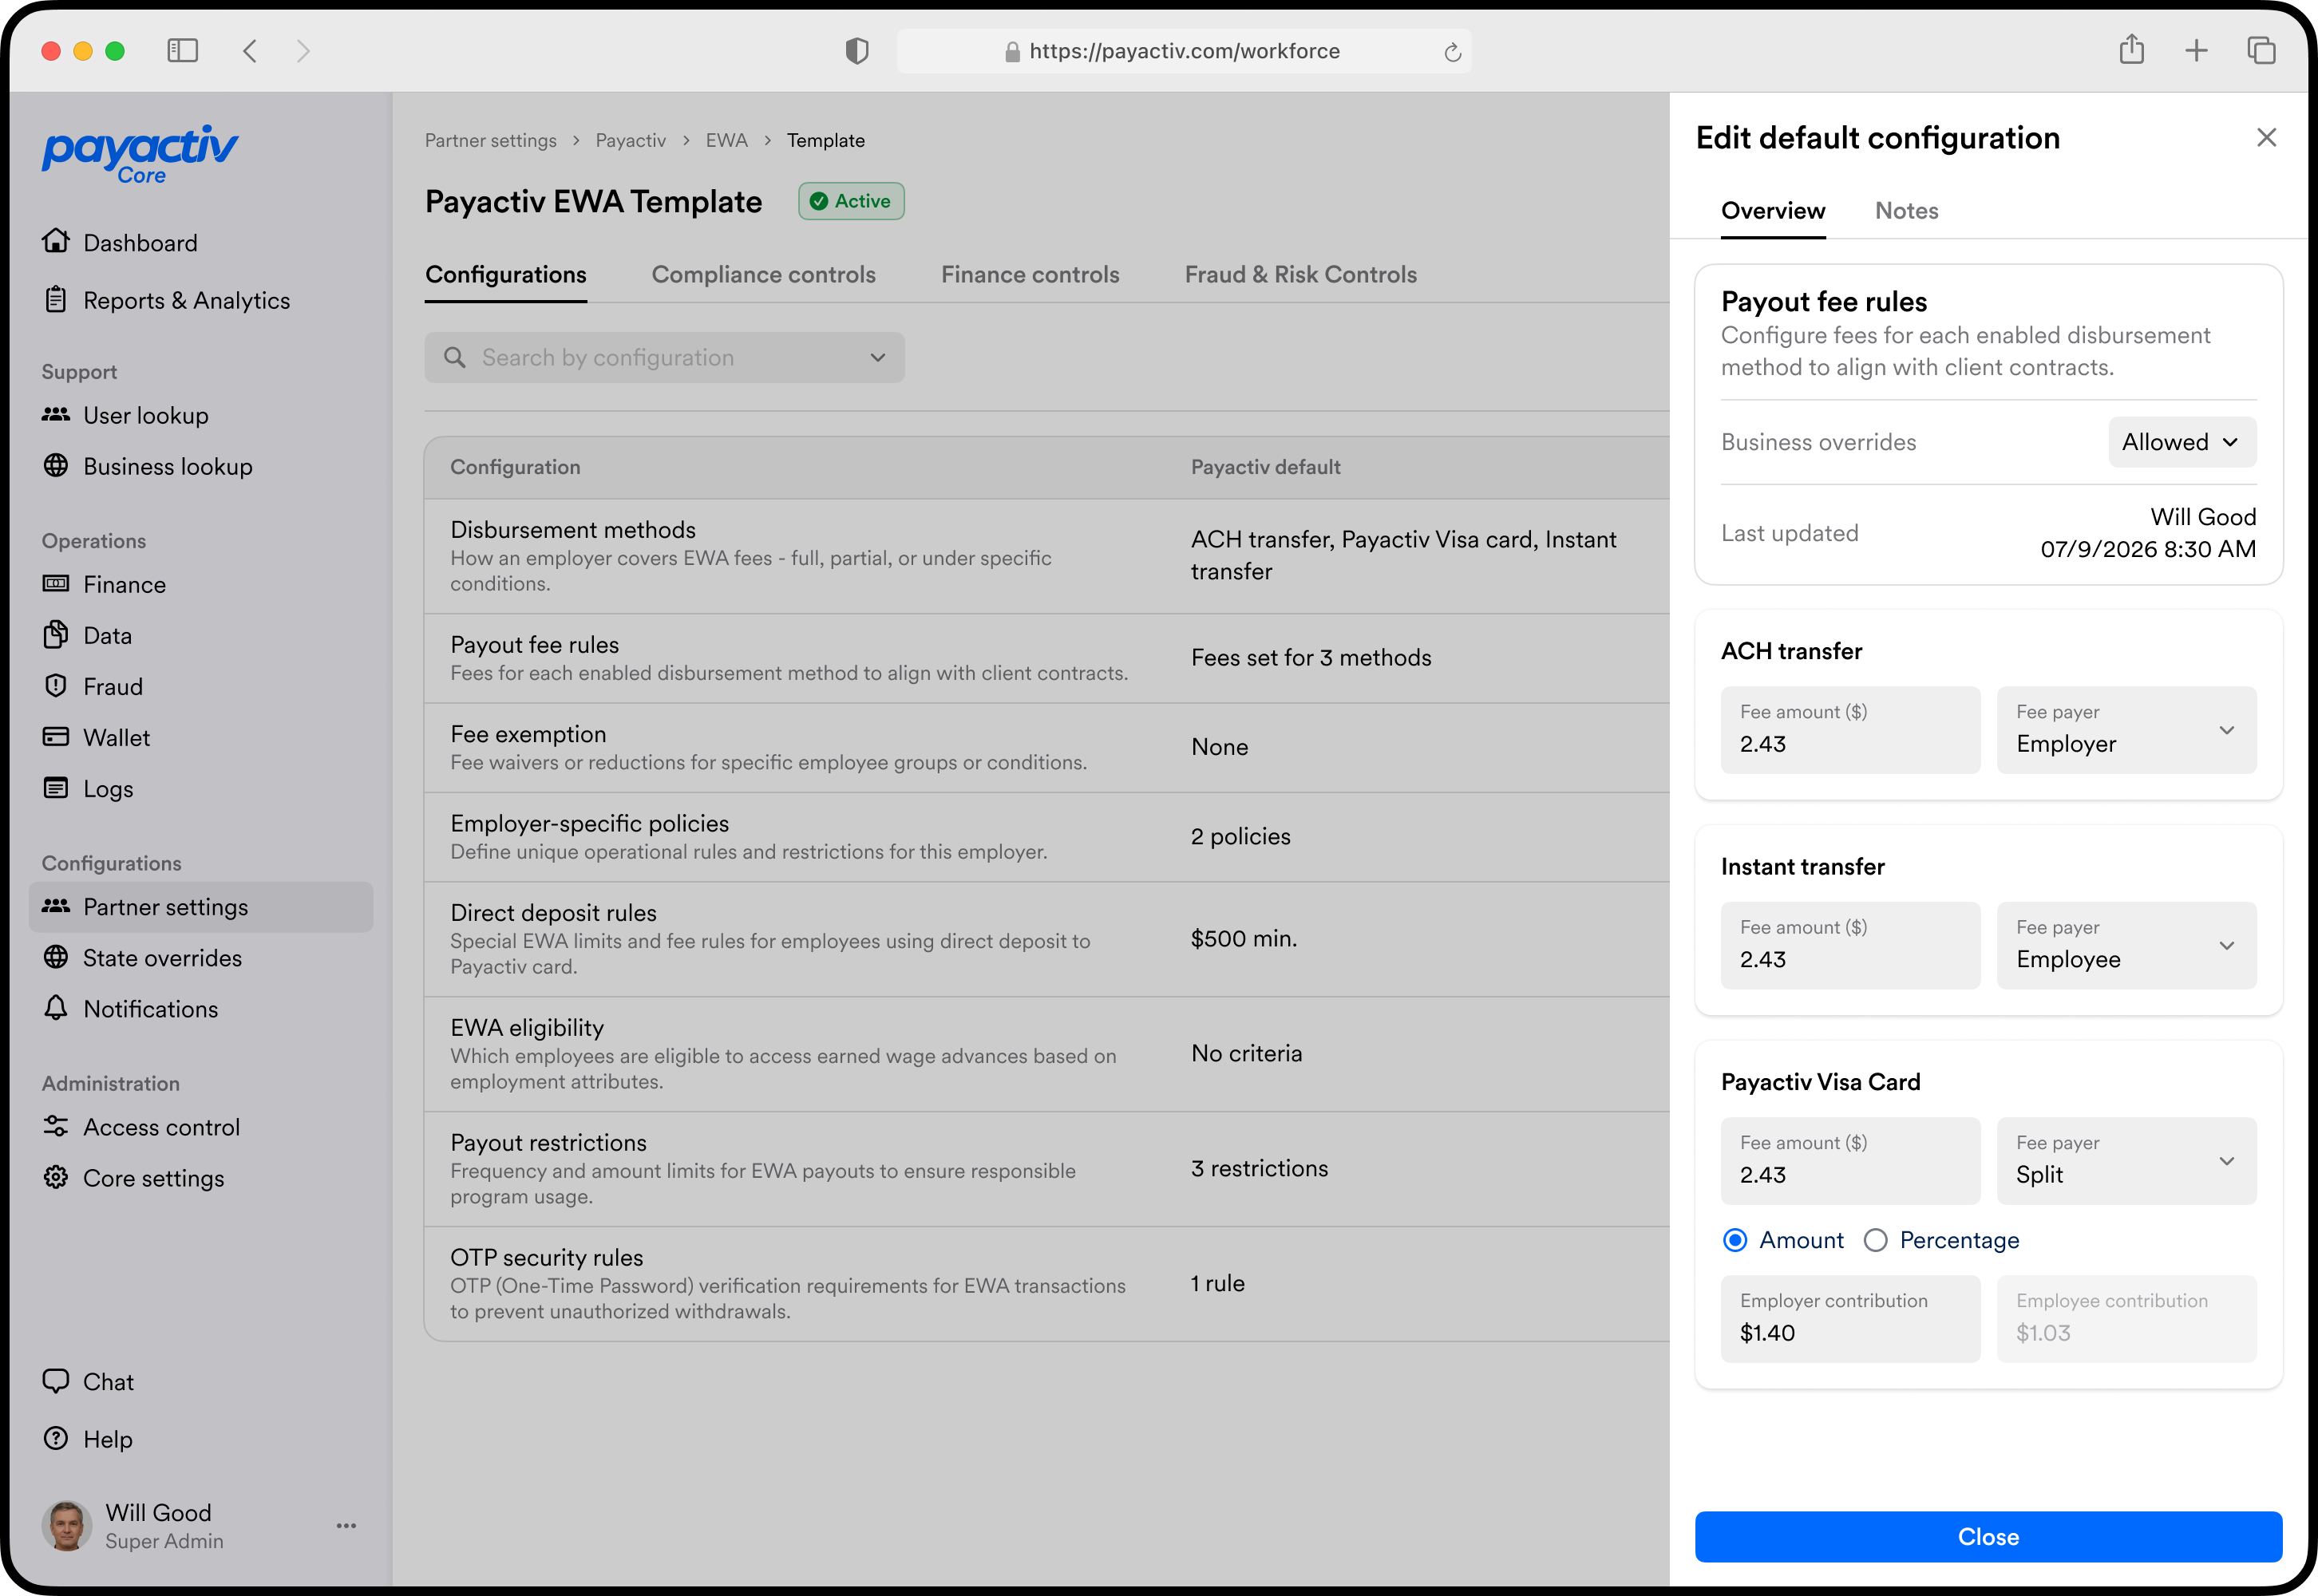 https://payactiv.com/workforce
payactiv
Core
Dashboard
Reports & Analytics
Support
User lookup
Business lookup
Operations
Finance
Data
Fraud
Wallet
Logs
Configurations
Partner settings
State overrides
Notifications
Administration
Access control
Core settings
Chat
Help
Will Good
Super Admin
Partner settings > Payactiv > EWA > Template
Payactiv EWA Template
Active
Configurations Compliance controls Finance controls Fraud & Risk Controls
Search by configuration
Configuration Payactiv default
Disbursement methods
How an employer covers EWA fees - full, partial, or under specific
conditions.
ACH transfer, Payactiv Visa card, Instant
transfer
Payout fee rules
Fees for each enabled disbursement method to align with client contracts.
Fees set for 3 methods
Fee exemption
Fee waivers or reductions for specific employee groups or conditions.
None
Employer-specific policies
Define unique operational rules and restrictions for this employer.
2 policies
Direct deposit rules
Special EWA limits and fee rules for employees using direct deposit to
Payactiv card.
$500 min.
EWA eligibility
Which employees are eligible to access earned wage advances based on
employment attributes.
No criteria
Payout restrictions
Frequency and amount limits for EWA payouts to ensure responsible
program usage.
3 restrictions
OTP security rules
OTP (One-Time Password) verification requirements for EWA transactions
to prevent unauthorized withdrawals.
1 rule
Edit default configuration
Overview Notes
Payout fee rules
Configure fees for each enabled disbursement
method to align with client contracts.
Business overrides Allowed
Last updated
Will Good
07/9/2026 8:30 AM
ACH transfer
Fee amount ($)
2.43
Fee payer
Employer
Instant transfer
Fee amount ($)
2.43
Fee payer
Employee
Payactiv Visa Card
Fee amount ($)
2.43
Fee payer
Split
Amount Percentage
Employer contribution
$1.40
Employee contribution
$1.03
Close